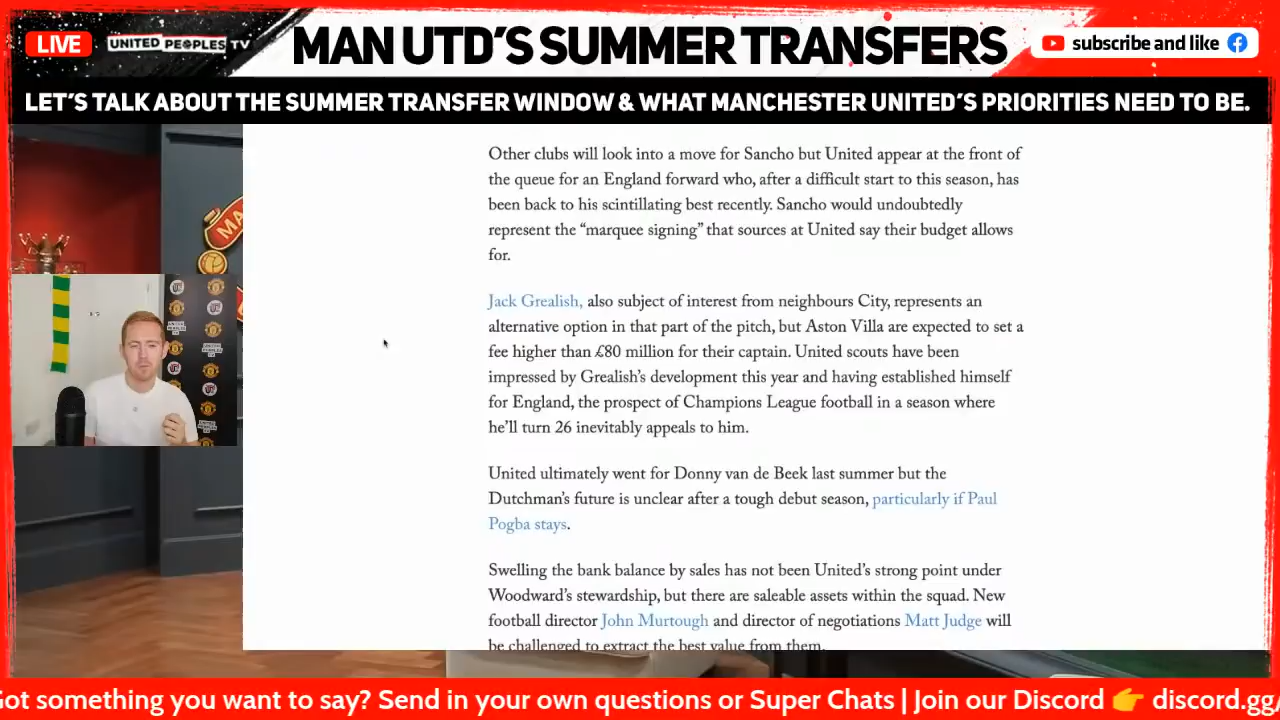 LIVE
UNITED PEOPLES TV
MAN UTD'S SUMMER TRANSFERS
subscribe and like
LET'S TALK ABOUT THE SUMMER TRANSFER WINDOW & WHAT MANCHESTER UNITED'S PRIORITIES NEED TO BE.
Other clubs will look into a move for Sancho but United appear at the front of
the queue for an England forward who, after a difficult start to this season, has
been back to his scintillating best recently. Sancho would undoubtedly
represent the “marquee signing” that sources at United say their budget allows
for.
Jack Grealish, also subject of interest from neighbours City, represents an
alternative option in that part of the pitch, but Aston Villa are expected to set a
fee higher than £80 million for their captain. United scouts have been
impressed by Grealish’s development this year and having established himself
for England, the prospect of Champions League football in a season where
he’ll turn 26 inevitably appeals to him.
United ultimately went for Donny van de Beek last summer but the
Dutchman’s future is unclear after a tough debut season, particularly if Paul
Pogba stays.
Swelling the bank balance by sales has not been United’s strong point under
Woodward’s stewardship, but there are saleable assets within the squad. New
football director John Murtough and director of negotiations Matt Judge will
be challenged to extract the best value from them.
Got something you want to say? Send in your own questions or Super Chats | Join our Discord 👉 discord.gg/